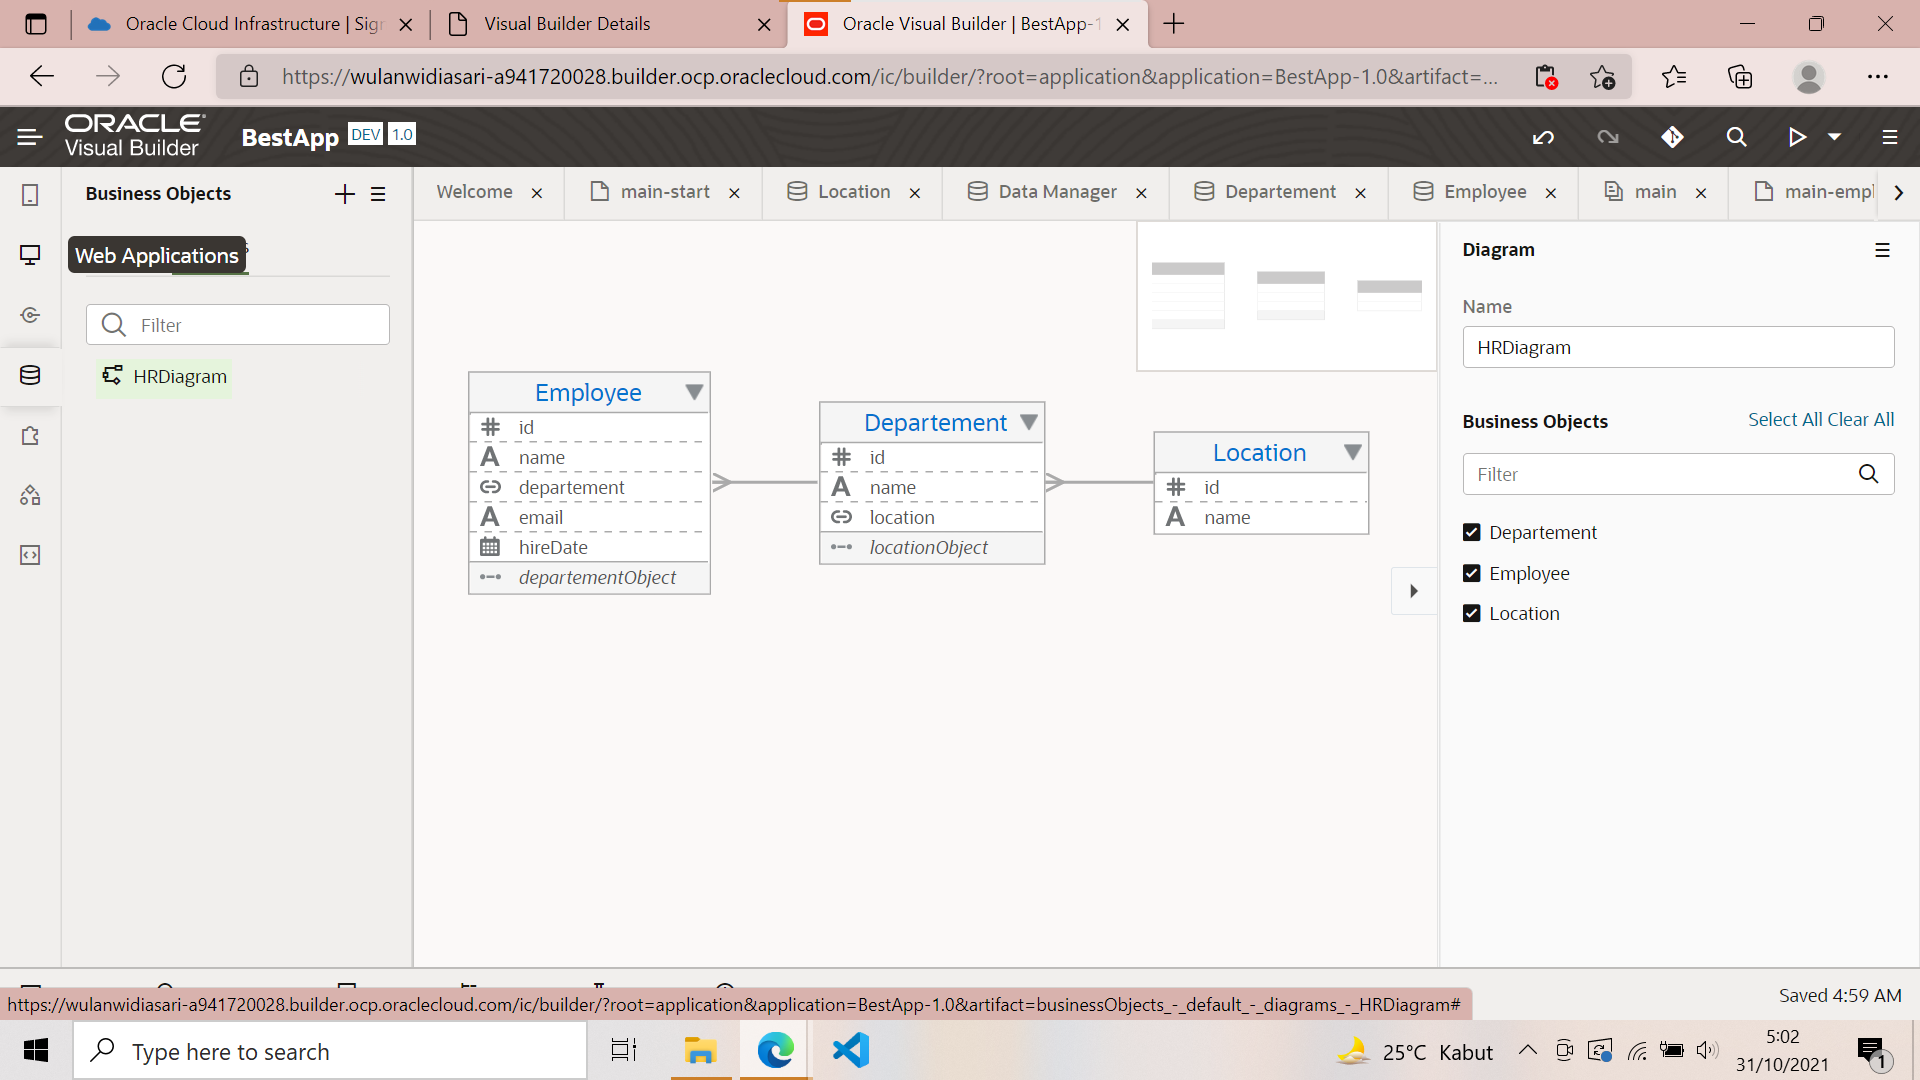 Oracle Cloud Infrastructure | Sign
Visual Builder Details
Oracle Visual Builder | BestApp-1
https://wulanwidiasari-a941720028.builder.ocp.oraclecloud.com/ic/builder/?root=application&application=BestApp-1.0&artifact=...
ORACLE
Visual Builder
BestApp DEV 1.0
Business Objects
Welcome
main-start
Location
Data Manager
Departement
Employee
main
main-empl
Web Applications
Filter
HRDiagram
Employee
id
name
departement
email
hireDate
departementObject
Departement
id
name
location
locationObject
Location
id
name
Diagram
Name
HRDiagram
Business Objects
Select All Clear All
Filter
Departement
Employee
Location
https://wulanwidiasari-a941720028.builder.ocp.oraclecloud.com/ic/builder/?root=application&application=BestApp-1.0&artifact=businessObjects_-_default_-_diagrams_-_HRDiagram#
Saved 4:59 AM
Type here to search
25°C Kabut
5:02
31/10/2021
1